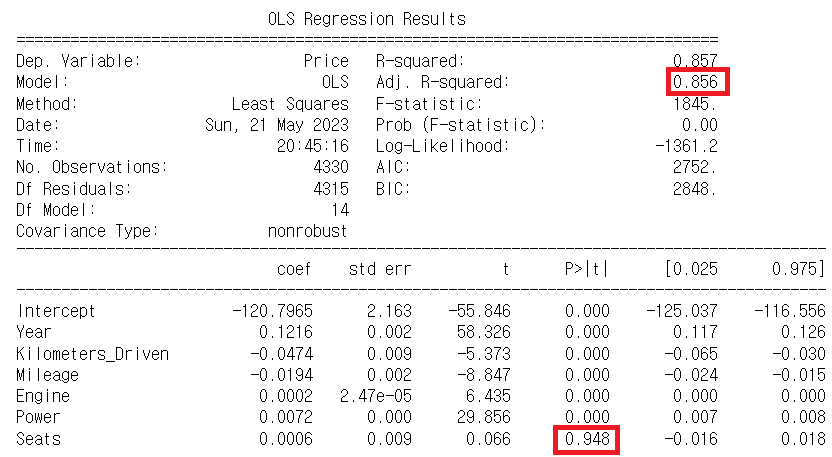 OLS Regression Results
==============================================================================
Dep. Variable: Price R-squared: 0.857
Model: OLS Adj. R-squared: 0.856
Method: Least Squares F-statistic: 1845.
Date: Sun, 21 May 2023 Prob (F-statistic): 0.00
Time: 20:45:16 Log-Likelihood: -1361.2
No. Observations: 4330 AIC: 2752.
Df Residuals: 4315 BIC: 2848.
Df Model: 14
Covariance Type: nonrobust
------------------------------------------------------------------------------------------
coef std err t P>|t| [0.025 0.975]
------------------------------------------------------------------------------------------
Intercept -120.7965 2.163 -55.846 0.000 -125.037 -116.556
Year 0.1216 0.002 58.326 0.000 0.117 0.126
Kilometers_Driven -0.0474 0.009 -5.373 0.000 -0.065 -0.030
Mileage -0.0194 0.002 -8.847 0.000 -0.024 -0.015
Engine 0.0002 2.47e-05 6.435 0.000 0.000 0.000
Power 0.0072 0.000 29.856 0.000 0.007 0.008
Seats 0.0006 0.009 0.066 0.948 -0.016 0.018